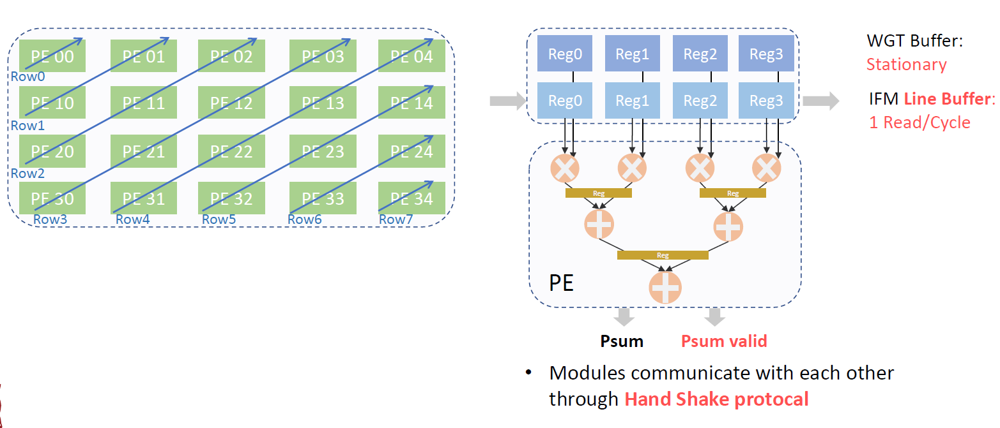 PE 00 PE 01 PE 02 PE 03 PE 04
Row0
PE 10 PE 11 PE 12 PE 13 PE 14
Row1
PE 20 PE 21 PE 22 PE 23 PE 24
Row2
PE 30 PE 31 PE 32 PE 33 PE 34
Row3 Row4 Row5 Row6 Row7
Reg0 Reg1 Reg2 Reg3
Reg0 Reg1 Reg2 Reg3
WGT Buffer:
Stationary
IFM Line Buffer:
1 Read/Cycle
Reg Reg
Reg
PE
Psum Psum valid
• Modules communicate with each other
through Hand Shake protocal